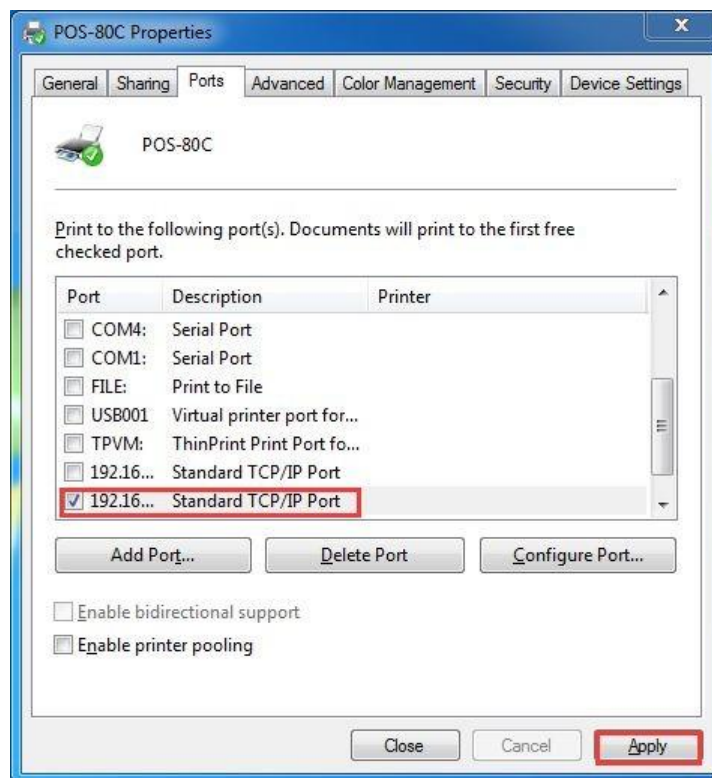 POS-80C Properties
X
General Sharing Ports Advanced Color Management Security Device Settings
POS-80C
Print to the following port(s). Documents will print to the first free
checked port.
Port Description Printer
COM4: Serial Port
COM1: Serial Port
FILE: Print to File
USB001 Virtual printer port for...
TPVM: ThinPrint Print Port fo...
192.16... Standard TCP/IP Port
192.16... Standard TCP/IP Port
Add Port... Delete Port Configure Port...
Enable bidirectional support
Enable printer pooling
Close Cancel Apply